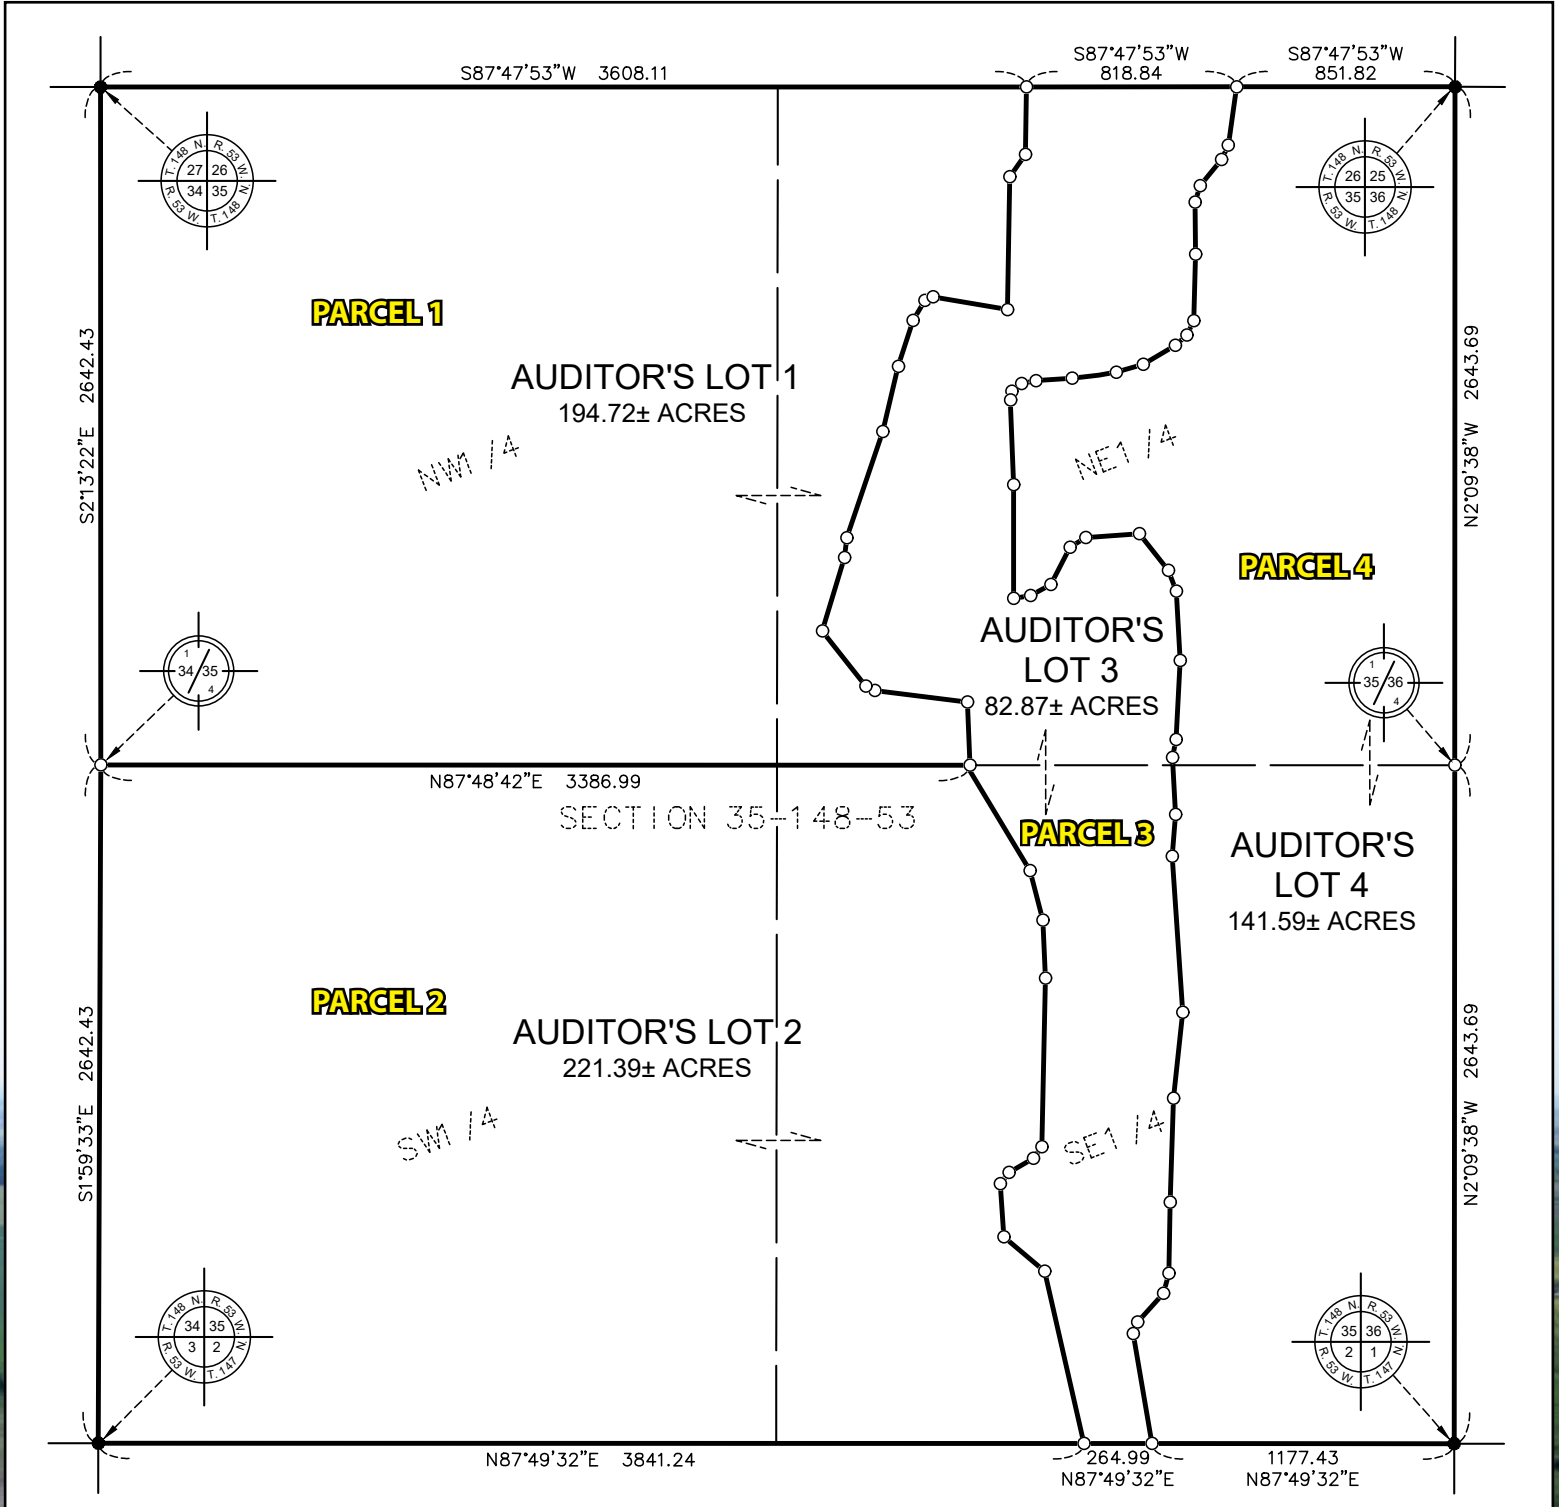 S87°47'53"W 3608.11
S87°47'53"W
818.84
S87°47'53"W
851.82
T. 148 N. R. 53 W.
27 26
34 35
R. 53 W. T. 148 N.
T. 148 N. R. 53 W.
26 25
35 36
R. 53 W. T. 148 N.
PARCEL 1
S2°13'22"E 2642.43
N2°09'38"W 2643.69
AUDITOR'S LOT 1
194.72± ACRES
NW1/4
NE1/4
PARCEL 4
AUDITOR'S
LOT 3
82.87± ACRES
1
34/35
4
1
35/36
4
N87°48'42"E 3386.99
SECTION 35-148-53
PARCEL 3
AUDITOR'S
LOT 4
141.59± ACRES
PARCEL 2
AUDITOR'S LOT 2
221.39± ACRES
S1°59'33"E 2642.43
N2°09'38"W 2643.69
SW1/4
SE1/4
T. 148 N. R. 53 W.
34 35
3 2
R. 53 W. T. 147 N.
T. 148 N. R. 53 W.
35 36
2 1
R. 53 W. T. 147 N.
N87°49'32"E 3841.24
264.99
N87°49'32"E
1177.43
N87°49'32"E